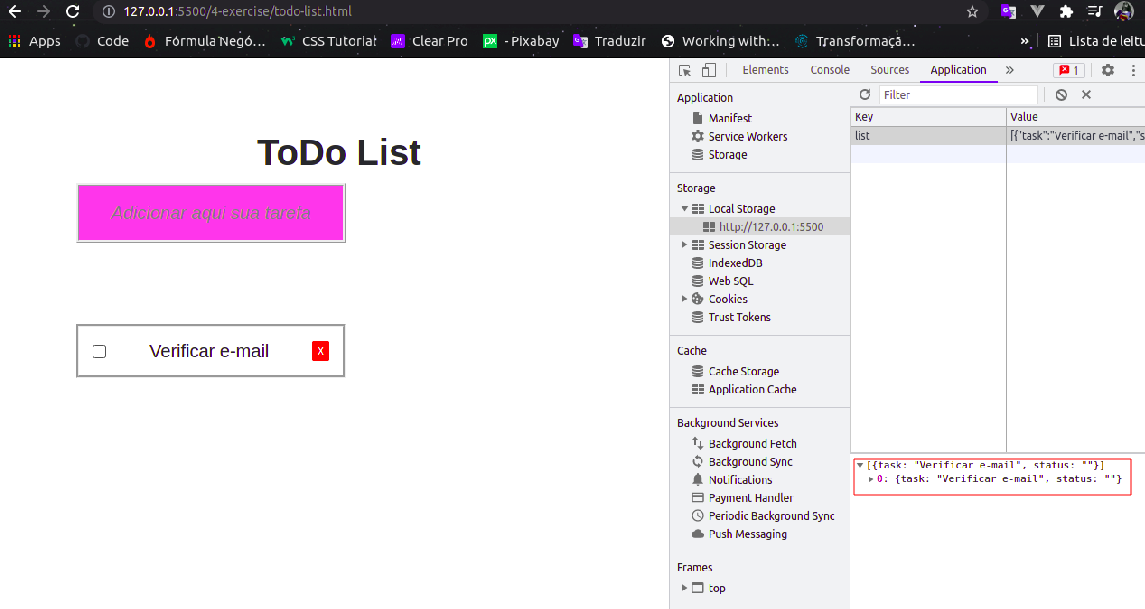 127.0.0.1:5500/4-exercise/todo-list.html
Apps Code Fórmula Negó... CSS Tutorial Clear Pro - Pixabay Traduzir Working with:... Transformaçã... » Lista de leitu
ToDo List
Adicionar aqui sua tarefa
Verificar e-mail X
Elements Console Sources Application » 1
Filter
Application
Manifest
Service Workers
Storage
Storage
Local Storage
http://127.0.0.1:5500
Session Storage
IndexedDB
Web SQL
Cookies
Trust Tokens
Cache
Cache Storage
Application Cache
Background Services
Background Fetch
Background Sync
Notifications
Payment Handler
Periodic Background Sync
Push Messaging
Frames
top
Key Value
list [{"task":"Verificar e-mail","s
[{task: "Verificar e-mail", status: ""}]
0: {task: "Verificar e-mail", status: ""}